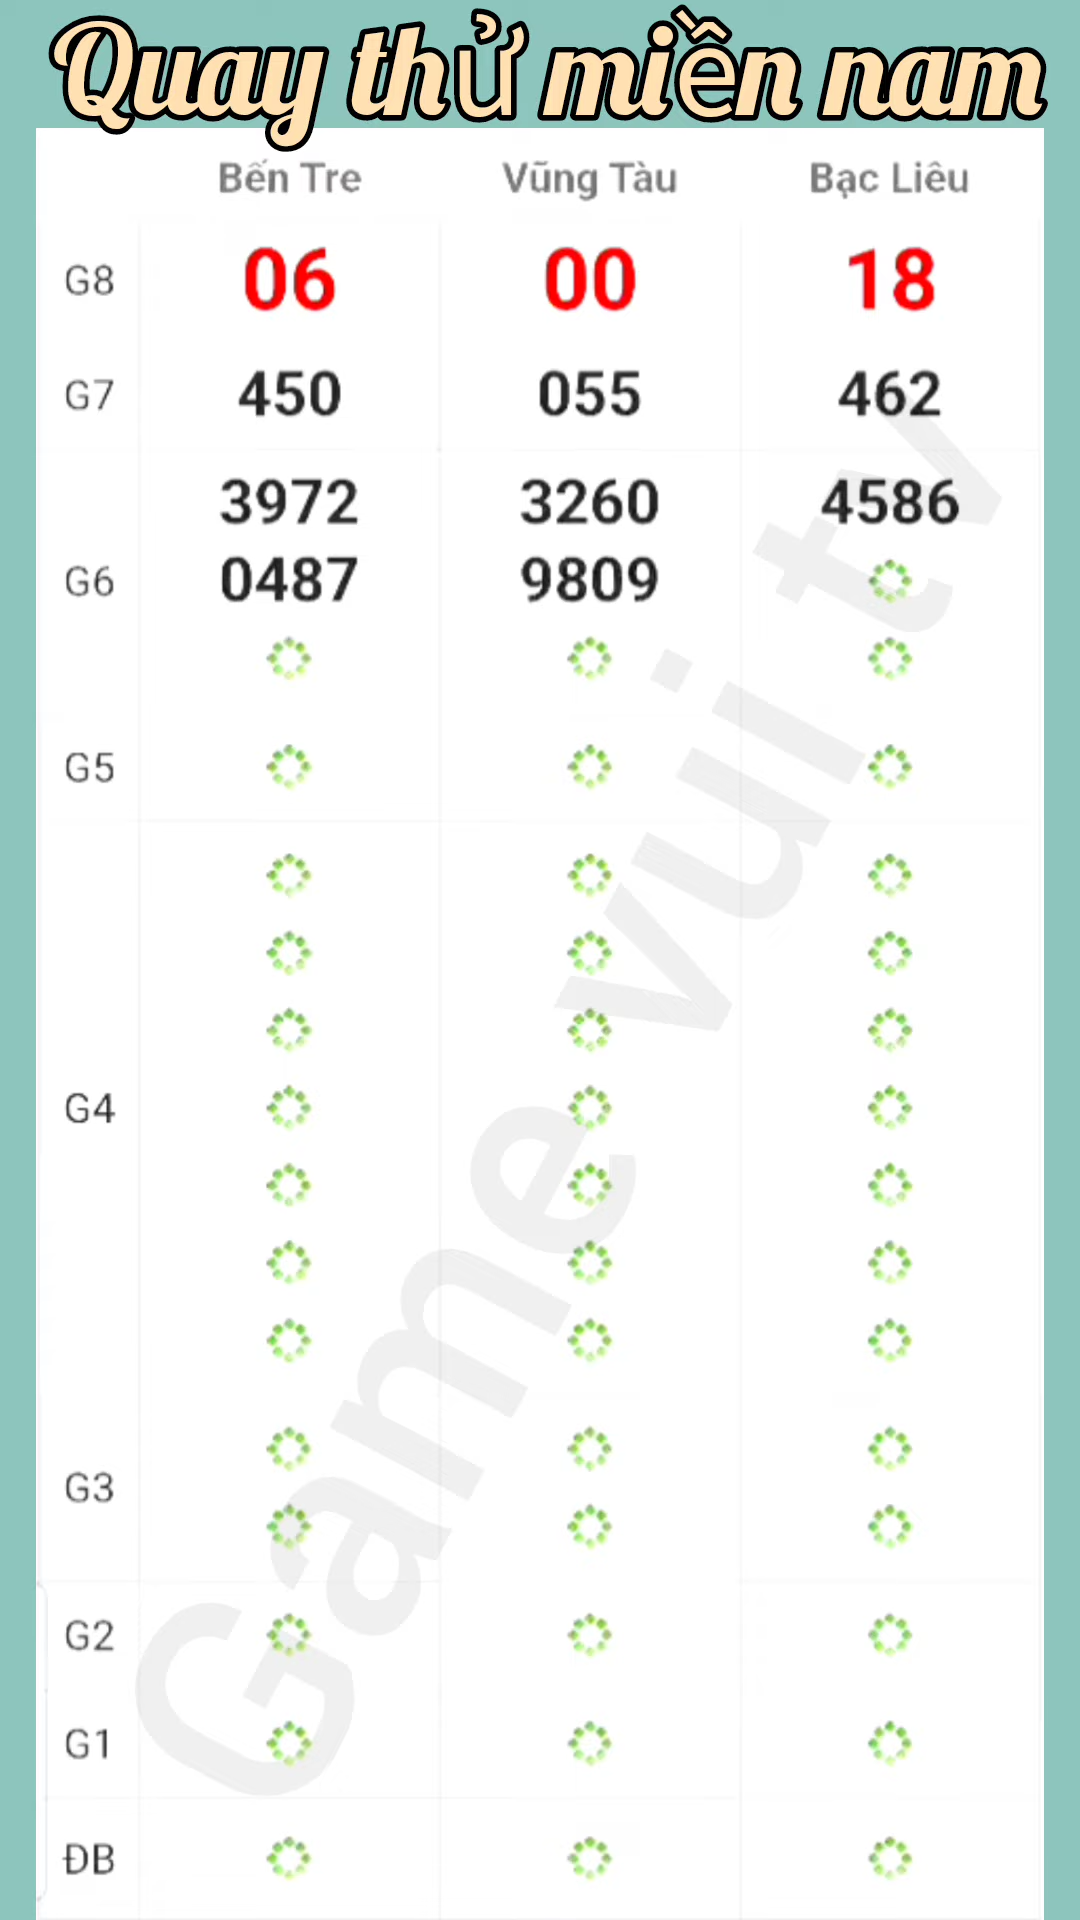 Quay thử miền nam
Bến Tre Vũng Tàu Bạc Liêu
G8 06 00 18
G7 450 055 462
3972 3260 4586
G6 0487 9809
G5
G4
G3
G2
G1
ĐB
Game vui tv